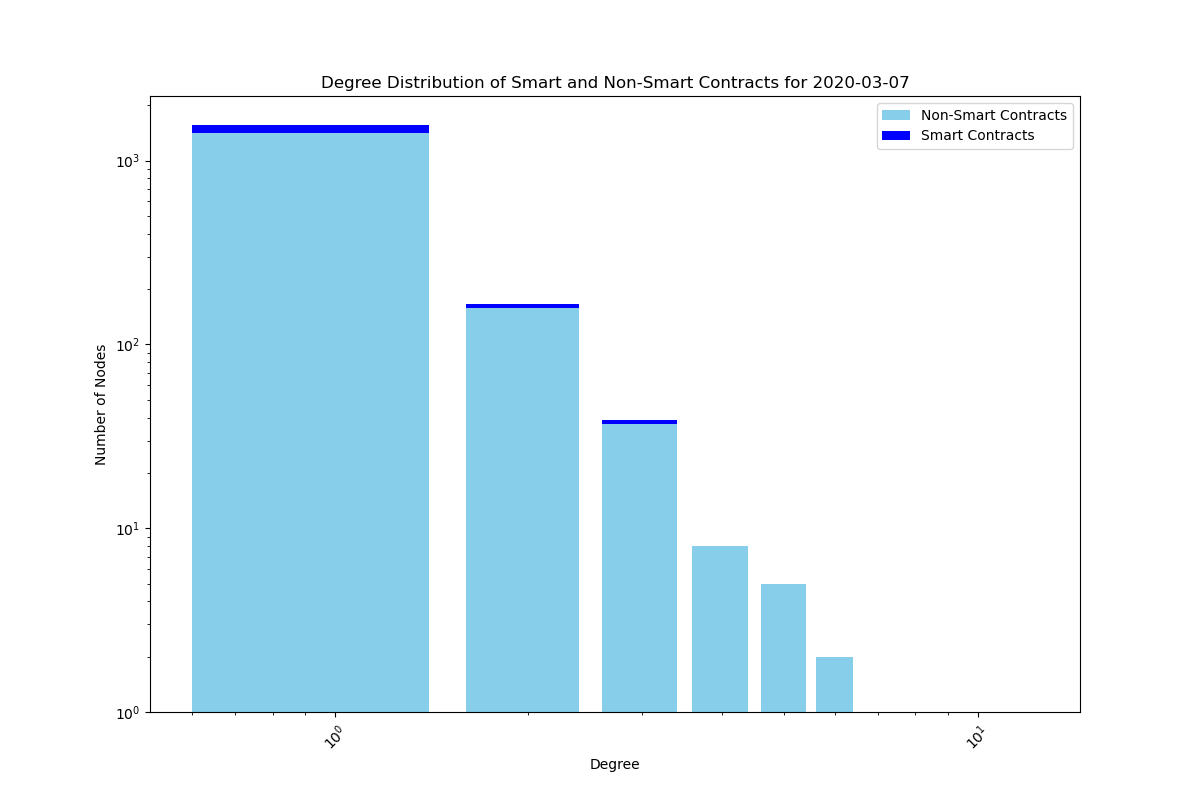 Degree Distribution of Smart and Non-Smart Contracts for 2020-03-07
Non-Smart Contracts
Smart Contracts
Number of Nodes
10³
10²
10¹
10⁰
10⁰
10¹
Degree